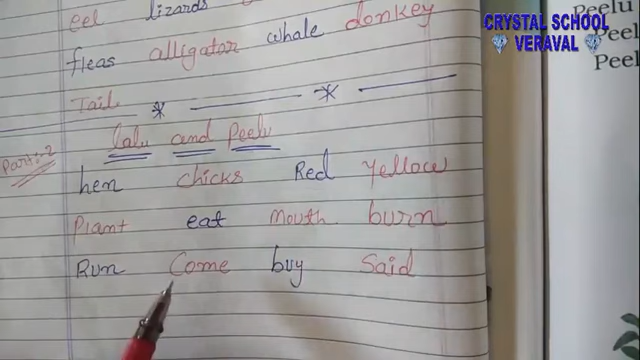 eel lizards
fleas alligator whale donkey
Tail
Part:-2
Lalu and Peelu
hen chicks Red Yellow
Plant eat Mouth burn
Run Come buy Said
CRYSTAL SCHOOL
VERAVAL
Peelu
Peel
Peel